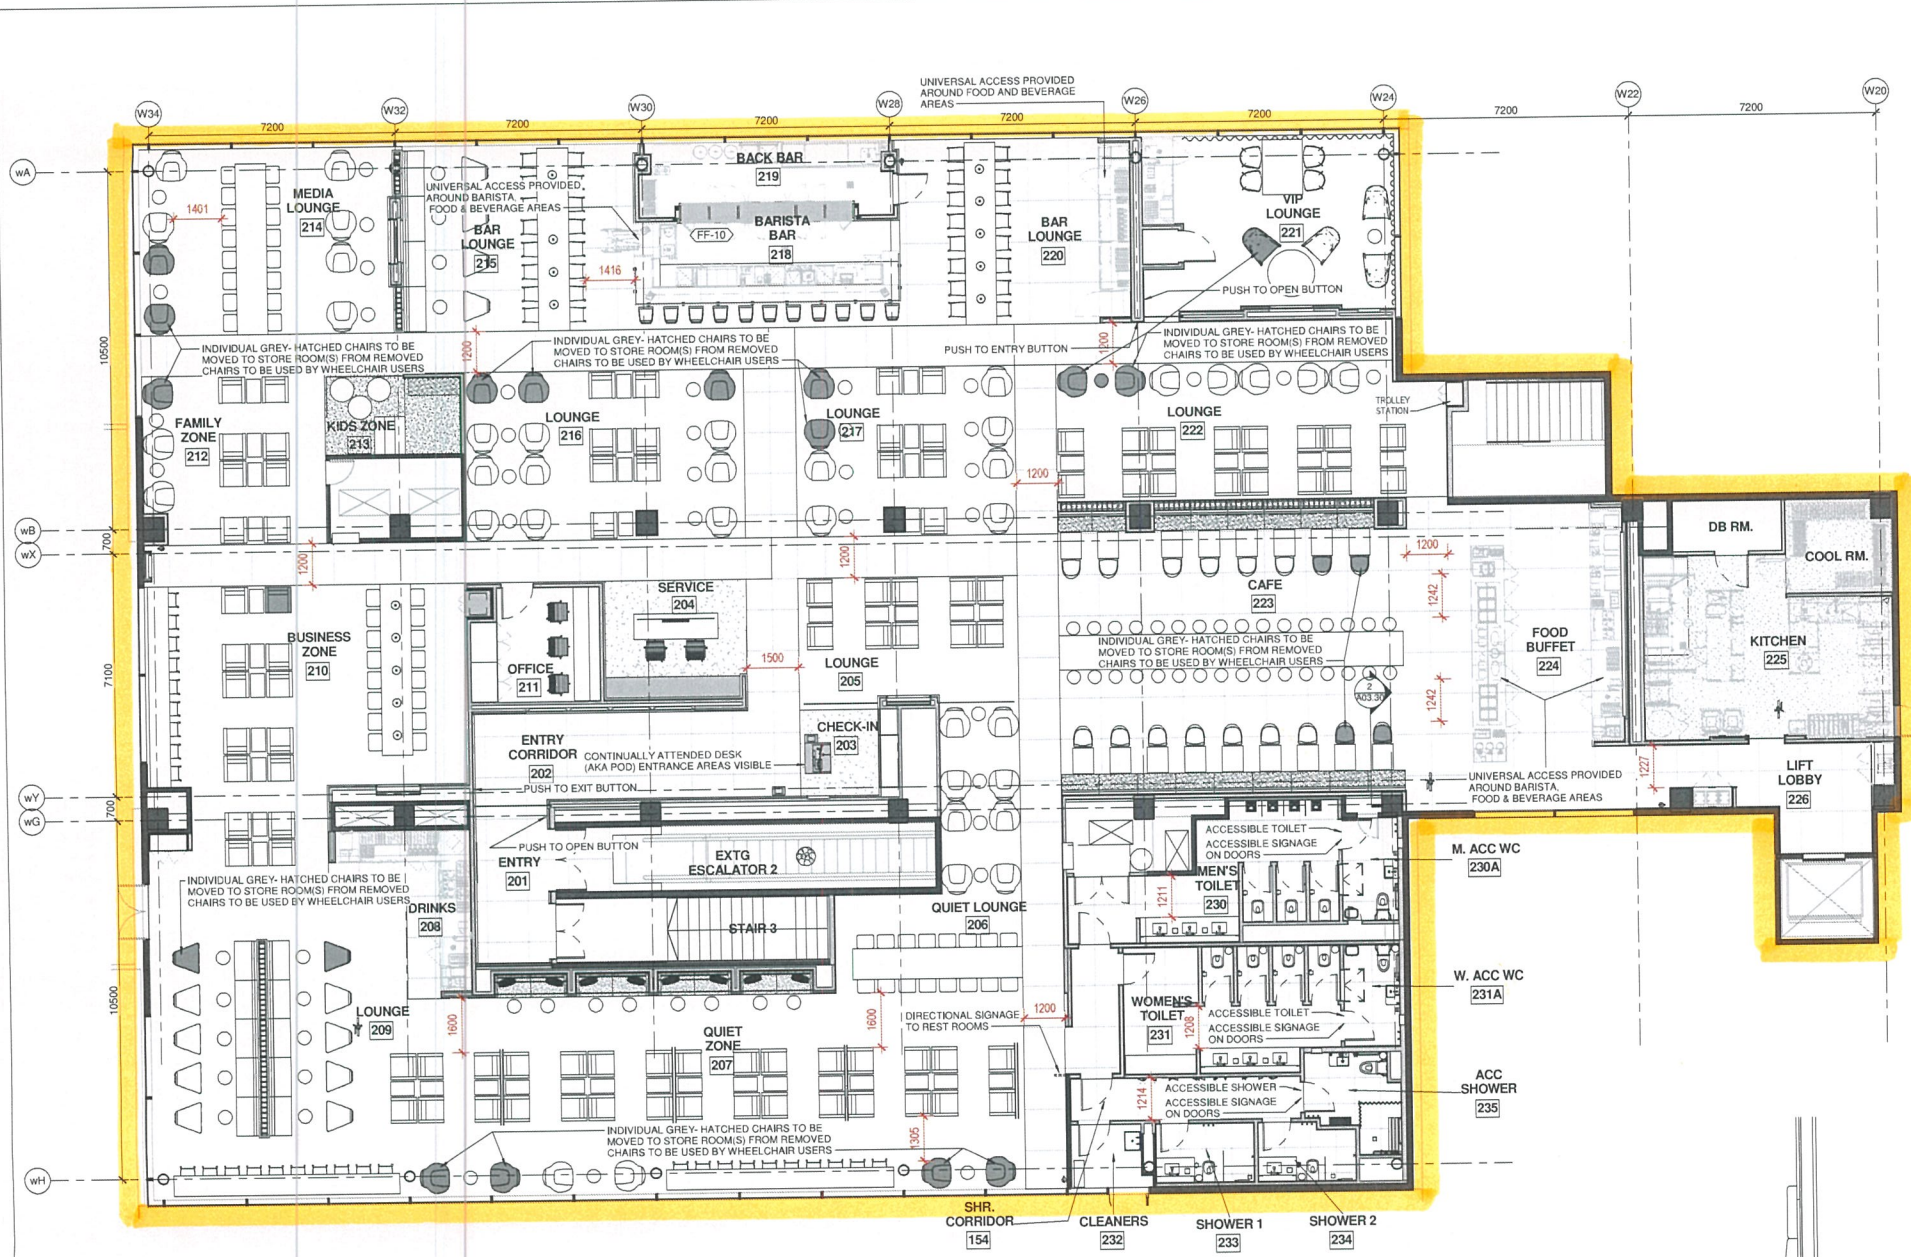 UNIVERSAL ACCESS PROVIDED
AROUND FOOD AND BEVERAGE
AREAS
W34
W32
W30
W28
W26
W24
W22
W20
7200
7200
7200
7200
7200
7200
7200
wA
wB
wX
wY
wG
wH
10500
700
7100
700
10500
MEDIA
LOUNGE
214
1401
UNIVERSAL ACCESS PROVIDED
AROUND BARISTA,
FOOD & BEVERAGE AREAS
BAR
LOUNGE
215
1416
BACK BAR
219
FF-10
BARISTA
BAR
218
BAR
LOUNGE
220
VIP
LOUNGE
221
PUSH TO OPEN BUTTON
PUSH TO ENTRY BUTTON
1200
INDIVIDUAL GREY- HATCHED CHAIRS TO BE
MOVED TO STORE ROOM(S) FROM REMOVED
CHAIRS TO BE USED BY WHEELCHAIR USERS
INDIVIDUAL GREY- HATCHED CHAIRS TO BE
MOVED TO STORE ROOM(S) FROM REMOVED
CHAIRS TO BE USED BY WHEELCHAIR USERS
1200
INDIVIDUAL GREY- HATCHED CHAIRS TO BE
MOVED TO STORE ROOM(S) FROM REMOVED
CHAIRS TO BE USED BY WHEELCHAIR USERS
FAMILY
ZONE
212
KIDS ZONE
213
LOUNGE
216
LOUNGE
217
LOUNGE
222
TROLLEY
STATION
1200
1200
1200
1200
DB RM.
COOL RM.
BUSINESS
ZONE
210
OFFICE
211
SERVICE
204
1500
LOUNGE
205
CAFE
223
1242
1242
INDIVIDUAL GREY- HATCHED CHAIRS TO BE
MOVED TO STORE ROOM(S) FROM REMOVED
CHAIRS TO BE USED BY WHEELCHAIR USERS
2
A03.30
FOOD
BUFFET
224
KITCHEN
225
ENTRY
CORRIDOR
202
CONTINUALLY ATTENDED DESK
(AKA POD) ENTRANCE AREAS VISIBLE
CHECK-IN
203
PUSH TO EXIT BUTTON
UNIVERSAL ACCESS PROVIDED
AROUND BARISTA,
FOOD & BEVERAGE AREAS
1227
LIFT
LOBBY
226
PUSH TO OPEN BUTTON
ENTRY
201
EXTG
ESCALATOR 2
STAIR 3
QUIET LOUNGE
206
ACCESSIBLE TOILET
ACCESSIBLE SIGNAGE
ON DOORS
MEN'S
TOILET
230
1211
M. ACC WC
230A
INDIVIDUAL GREY- HATCHED CHAIRS TO BE
MOVED TO STORE ROOM(S) FROM REMOVED
CHAIRS TO BE USED BY WHEELCHAIR USERS
DRINKS
208
LOUNGE
209
1600
QUIET
ZONE
207
1600
DIRECTIONAL SIGNAGE
TO REST ROOMS
1200
WOMEN'S
TOILET
231
1208
ACCESSIBLE TOILET
ACCESSIBLE SIGNAGE
ON DOORS
W. ACC WC
231A
ACCESSIBLE SHOWER
ACCESSIBLE SIGNAGE
ON DOORS
1214
ACC
SHOWER
235
INDIVIDUAL GREY- HATCHED CHAIRS TO BE
MOVED TO STORE ROOM(S) FROM REMOVED
CHAIRS TO BE USED BY WHEELCHAIR USERS
1305
SHR.
CORRIDOR
154
CLEANERS
232
SHOWER 1
233
SHOWER 2
234